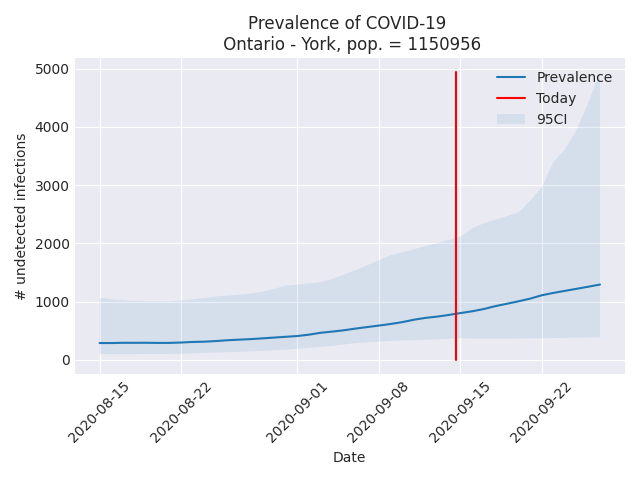 Prevalence of COVID-19
Ontario - York, pop. = 1150956
5000
4000
3000
2000
1000
0
# undetected infections
Prevalence
Today
95CI
2020-08-15
2020-08-22
2020-09-01
2020-09-08
2020-09-15
2020-09-22
Date